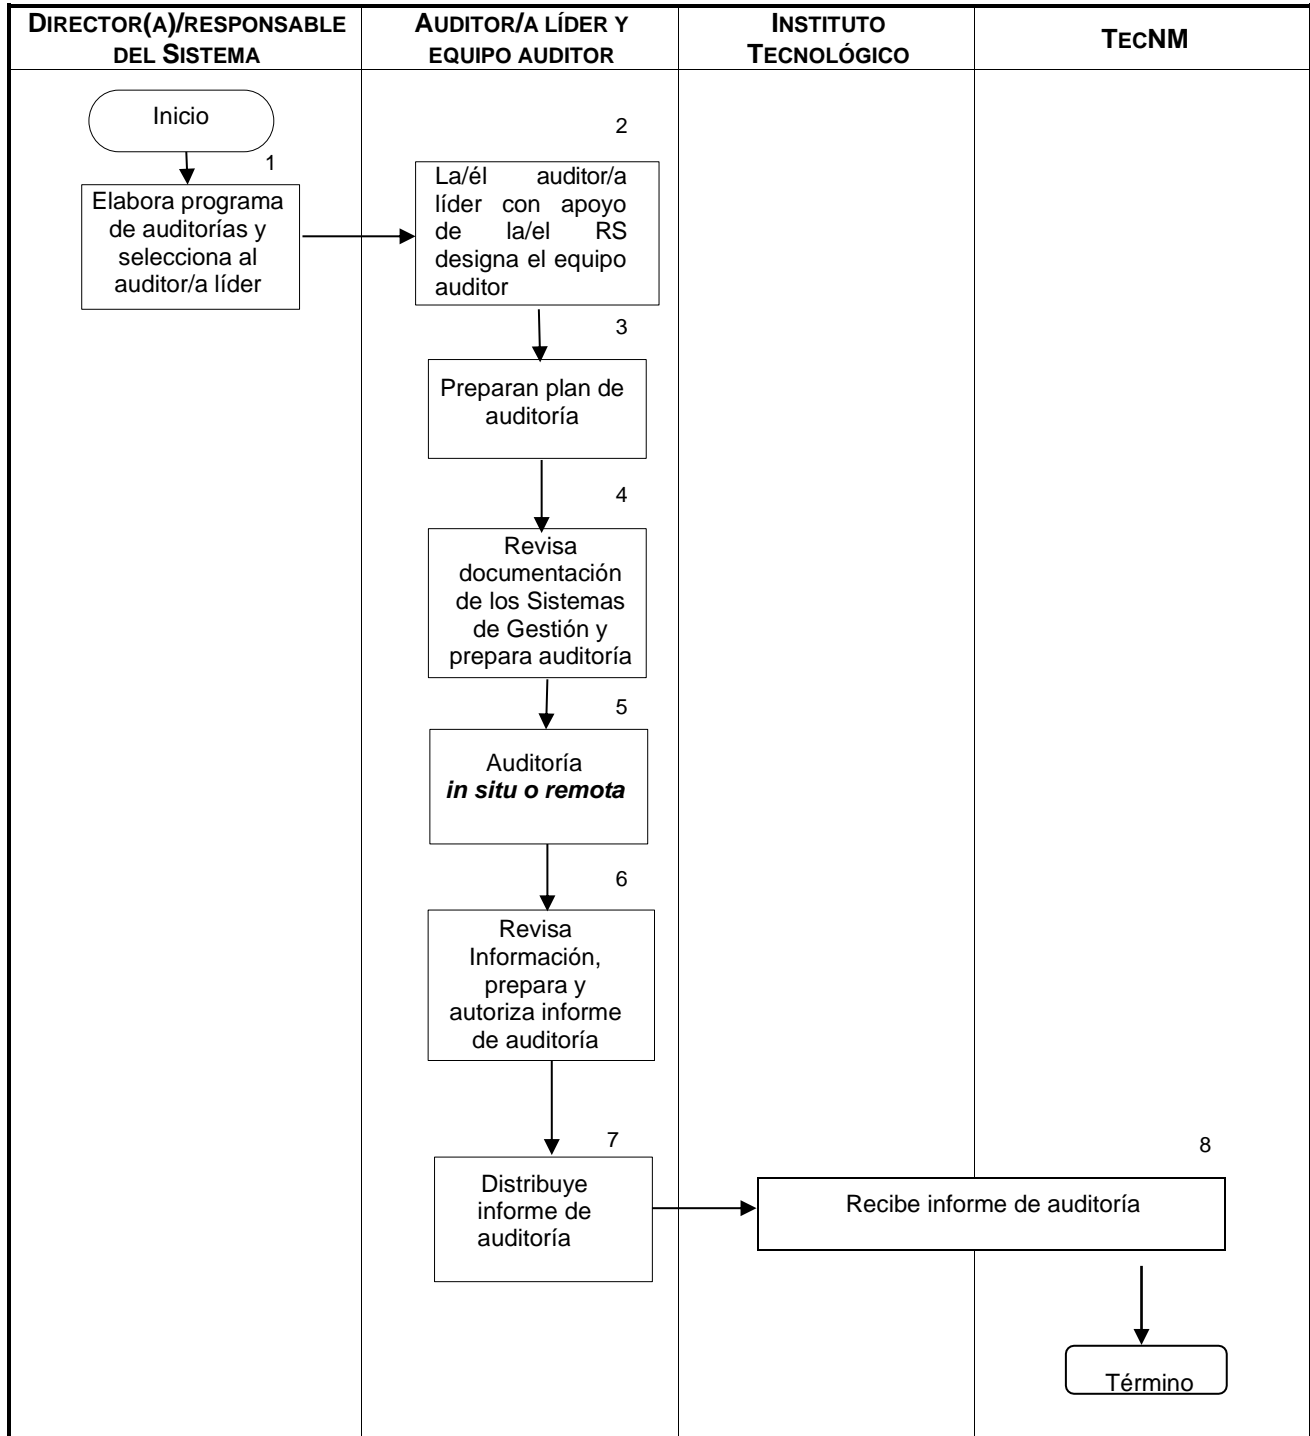 DIRECTOR(A)/RESPONSABLE
DEL SISTEMA
AUDITOR/A LÍDER Y
EQUIPO AUDITOR
INSTITUTO
TECNOLÓGICO
TECNM
Inicio
1
Elabora programa
de auditorías y
selecciona al
auditor/a líder
2
La/él auditor/a
líder con apoyo
de la/el RS
designa el equipo
auditor
3
Preparan plan de
auditoría
4
Revisa
documentación
de los Sistemas
de Gestión y
prepara auditoría
5
Auditoría
in situ o remota
6
Revisa
Información,
prepara y
autoriza informe
de auditoría
7
Distribuye
informe de
auditoría
8
Recibe informe de auditoría
Término